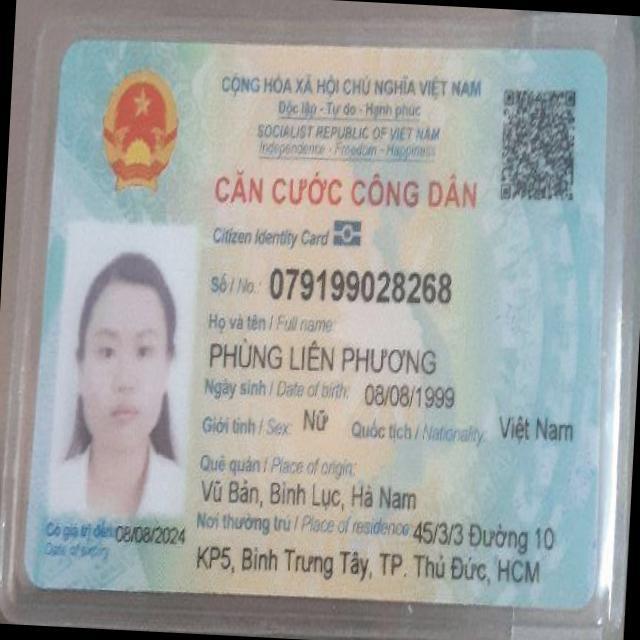 CỘNG HÒA XÃ HỘI CHỦ NGHĨA VIỆT NAM
Độc lập - Tự do - Hạnh phúc
SOCIALIST REPUBLIC OF VIET NAM
Independence - Freedom - Happiness
CĂN CƯỚC CÔNG DÂN
Citizen Identity Card
Số / No.: 079199028268
Họ và tên / Full name:
PHÙNG LIÊN PHƯƠNG
Ngày sinh / Date of birth: 08/08/1999
Giới tính / Sex: Nữ Quốc tịch / Nationality: Việt Nam
Quê quán / Place of origin:
Vũ Bản, Bình Lục, Hà Nam
Nơi thường trú / Place of residence: 45/3/3 Đường 10
KP5, Bình Trưng Tây, TP. Thủ Đức, HCM
Có giá trị đến: 08/08/2024
Date of expiry